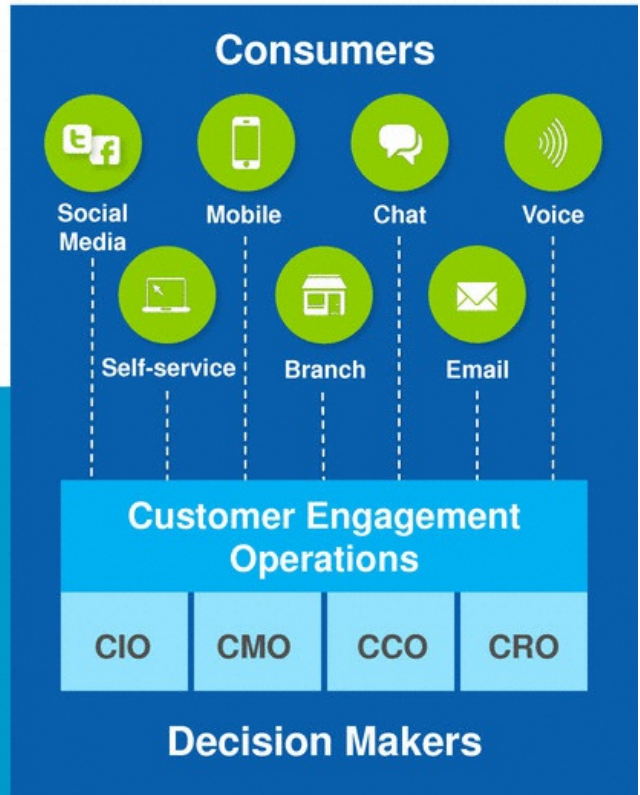 Consumers
Social
Media
Mobile
Chat
Voice
Self-service
Branch
Email
Customer Engagement
Operations
CIO
CMO
CCO
CRO
Decision Makers